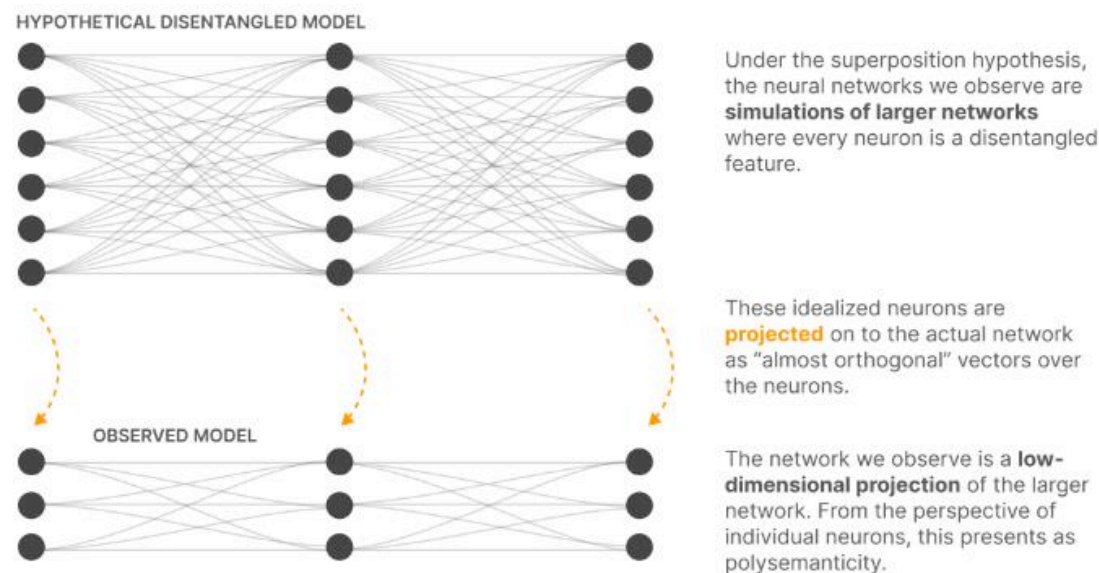 HYPOTHETICAL DISENTANGLED MODEL
Under the superposition hypothesis,
the neural networks we observe are
simulations of larger networks
where every neuron is a disentangled
feature.
These idealized neurons are
projected on to the actual network
as “almost orthogonal” vectors over
the neurons.
OBSERVED MODEL
The network we observe is a low-
dimensional projection of the larger
network. From the perspective of
individual neurons, this presents as
polysemanticity.